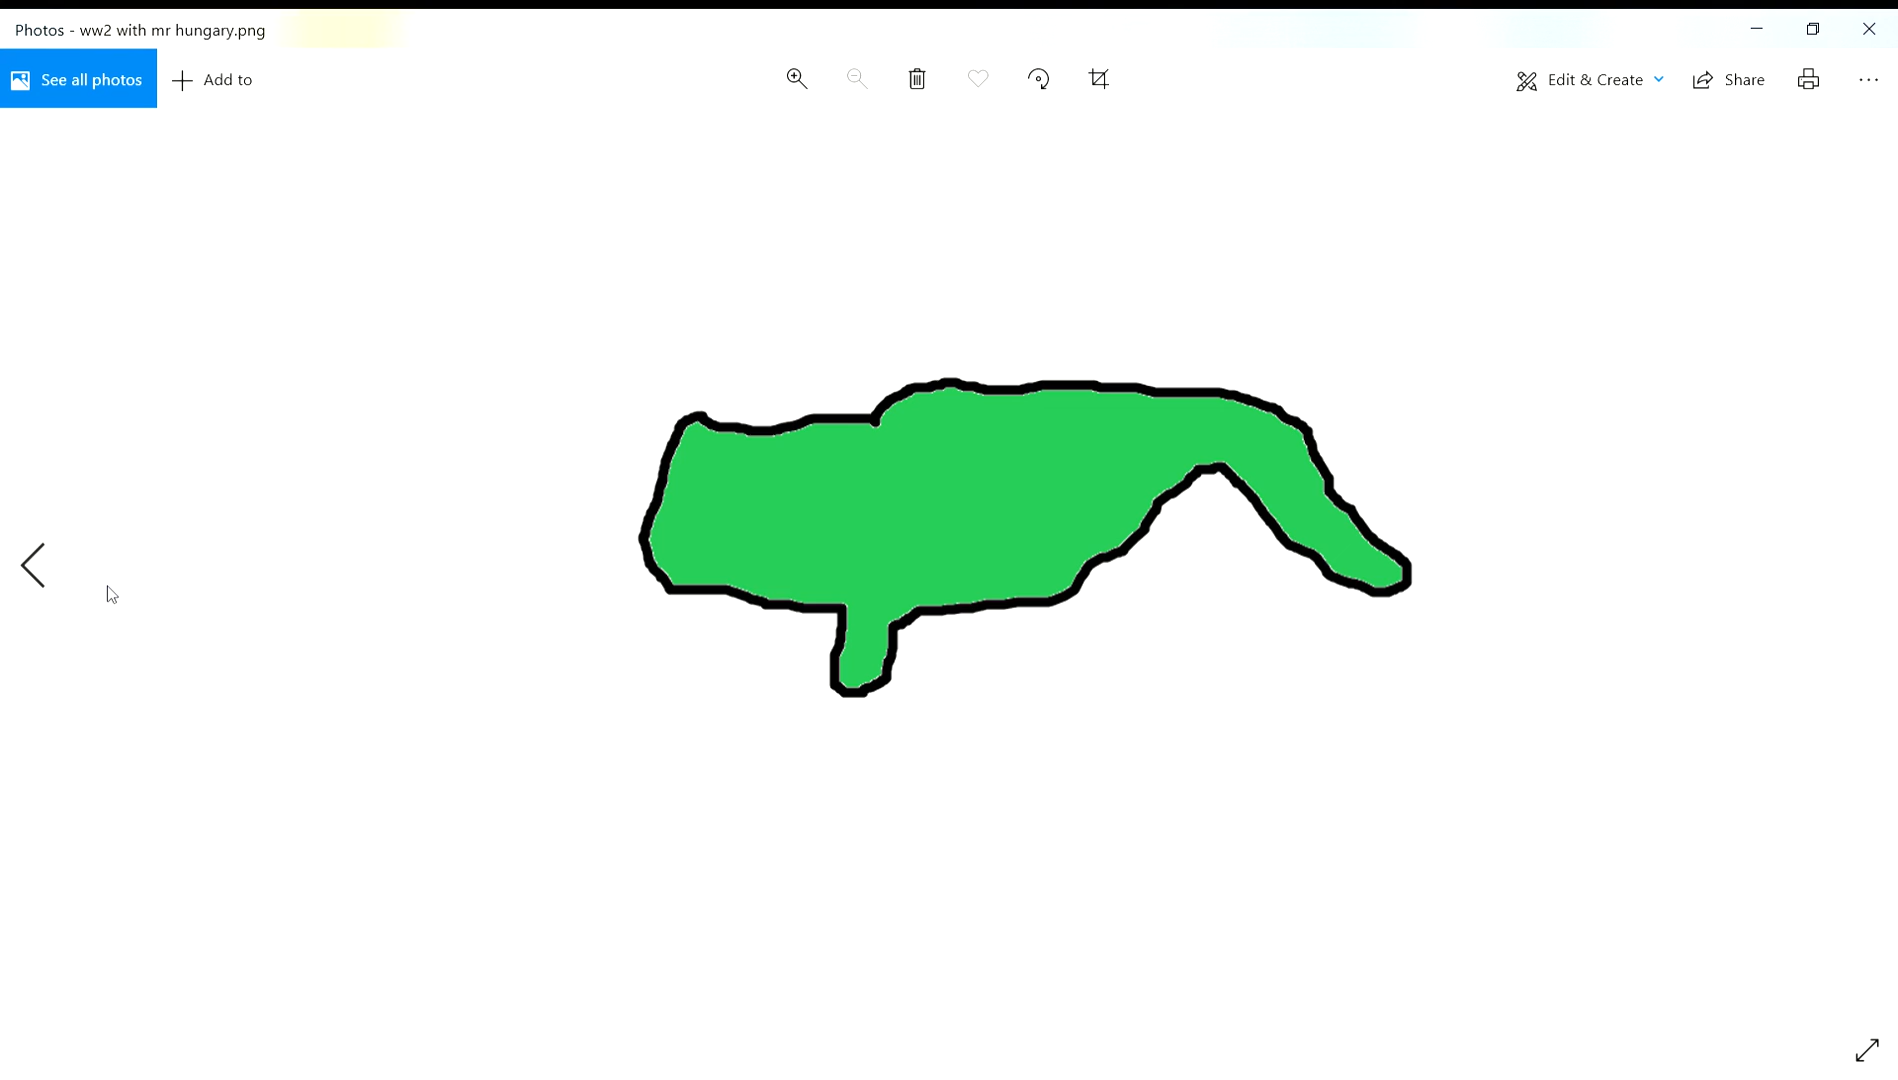 Photos - ww2 with mr hungary.png
See all photos
Add to
Edit & Create
Share